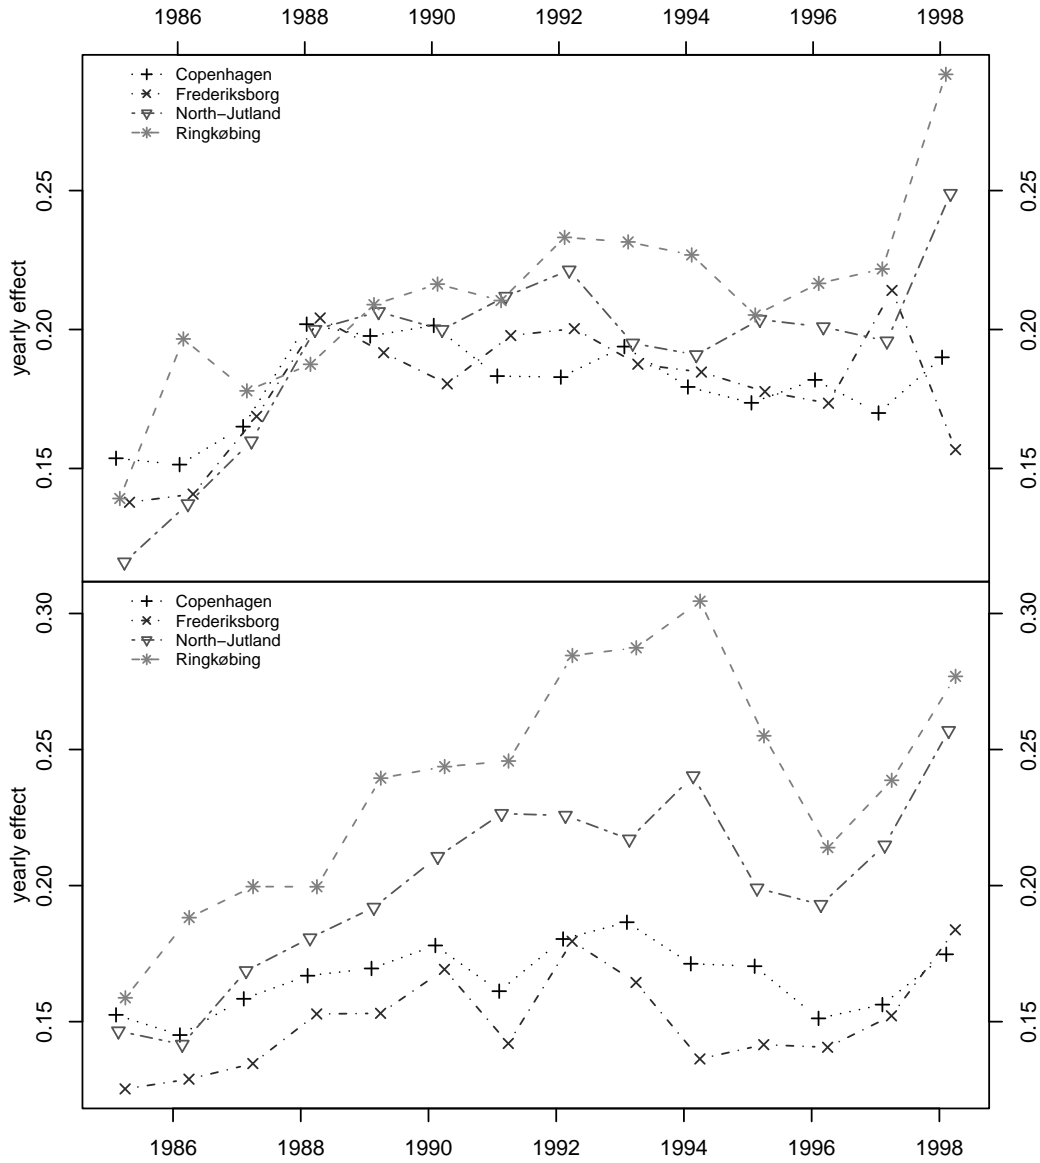 1986 1988 1990 1992 1994 1996 1998
Copenhagen
Frederiksborg
North−Jutland
Ringkøbing
0.25 0.25
0.20 0.20
0.15 0.15
yearly effect
Copenhagen
Frederiksborg
North−Jutland
Ringkøbing
0.30 0.30
0.25 0.25
0.20 0.20
0.15 0.15
yearly effect
1986 1988 1990 1992 1994 1996 1998